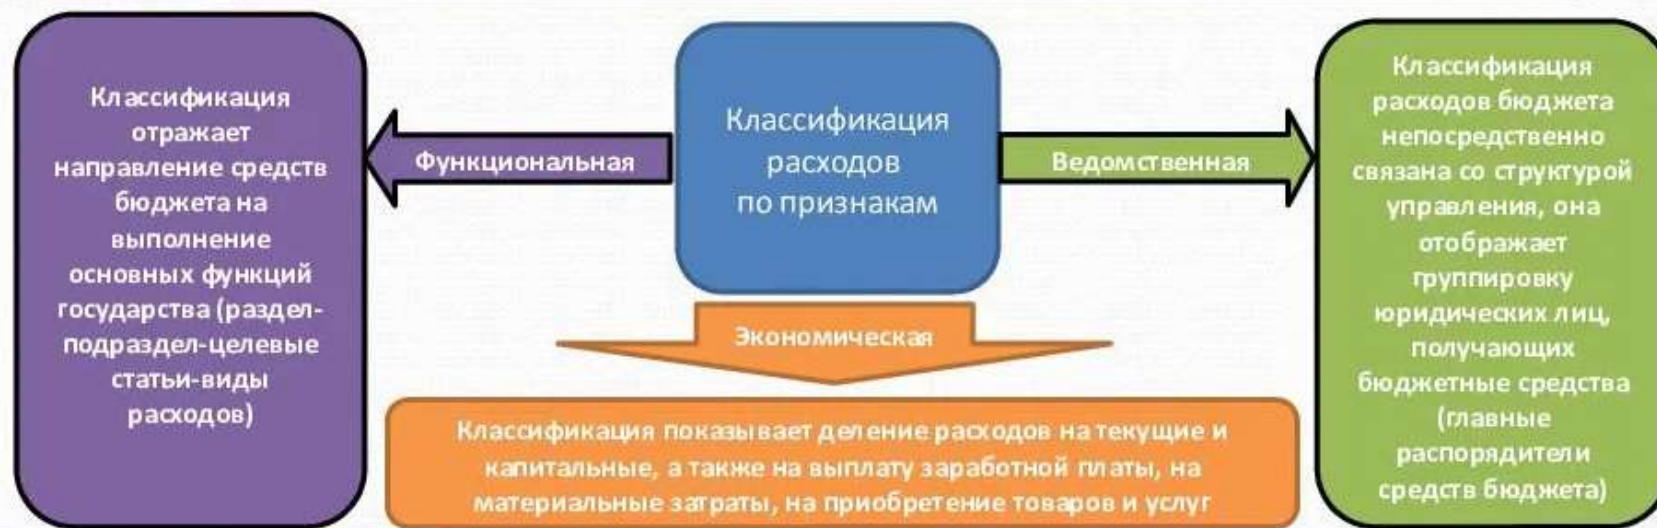 Классификация
отражает
направление средств
бюджета на
выполнение
основных функций
государства (раздел-
подраздел-целевые
статьи-виды
расходов)
Функциональная
Классификация
расходов
по признакам
Ведомственная
Классификация
расходов бюджета
непосредственно
связана со структурой
управления, она
отображает
группировку
юридических лиц,
получающих
бюджетные средства
(главные
распорядители
средств бюджета)
Экономическая
Классификация показывает деление расходов на текущие и
капитальные, а также на выплату заработной платы, на
материальные затраты, на приобретение товаров и услуг